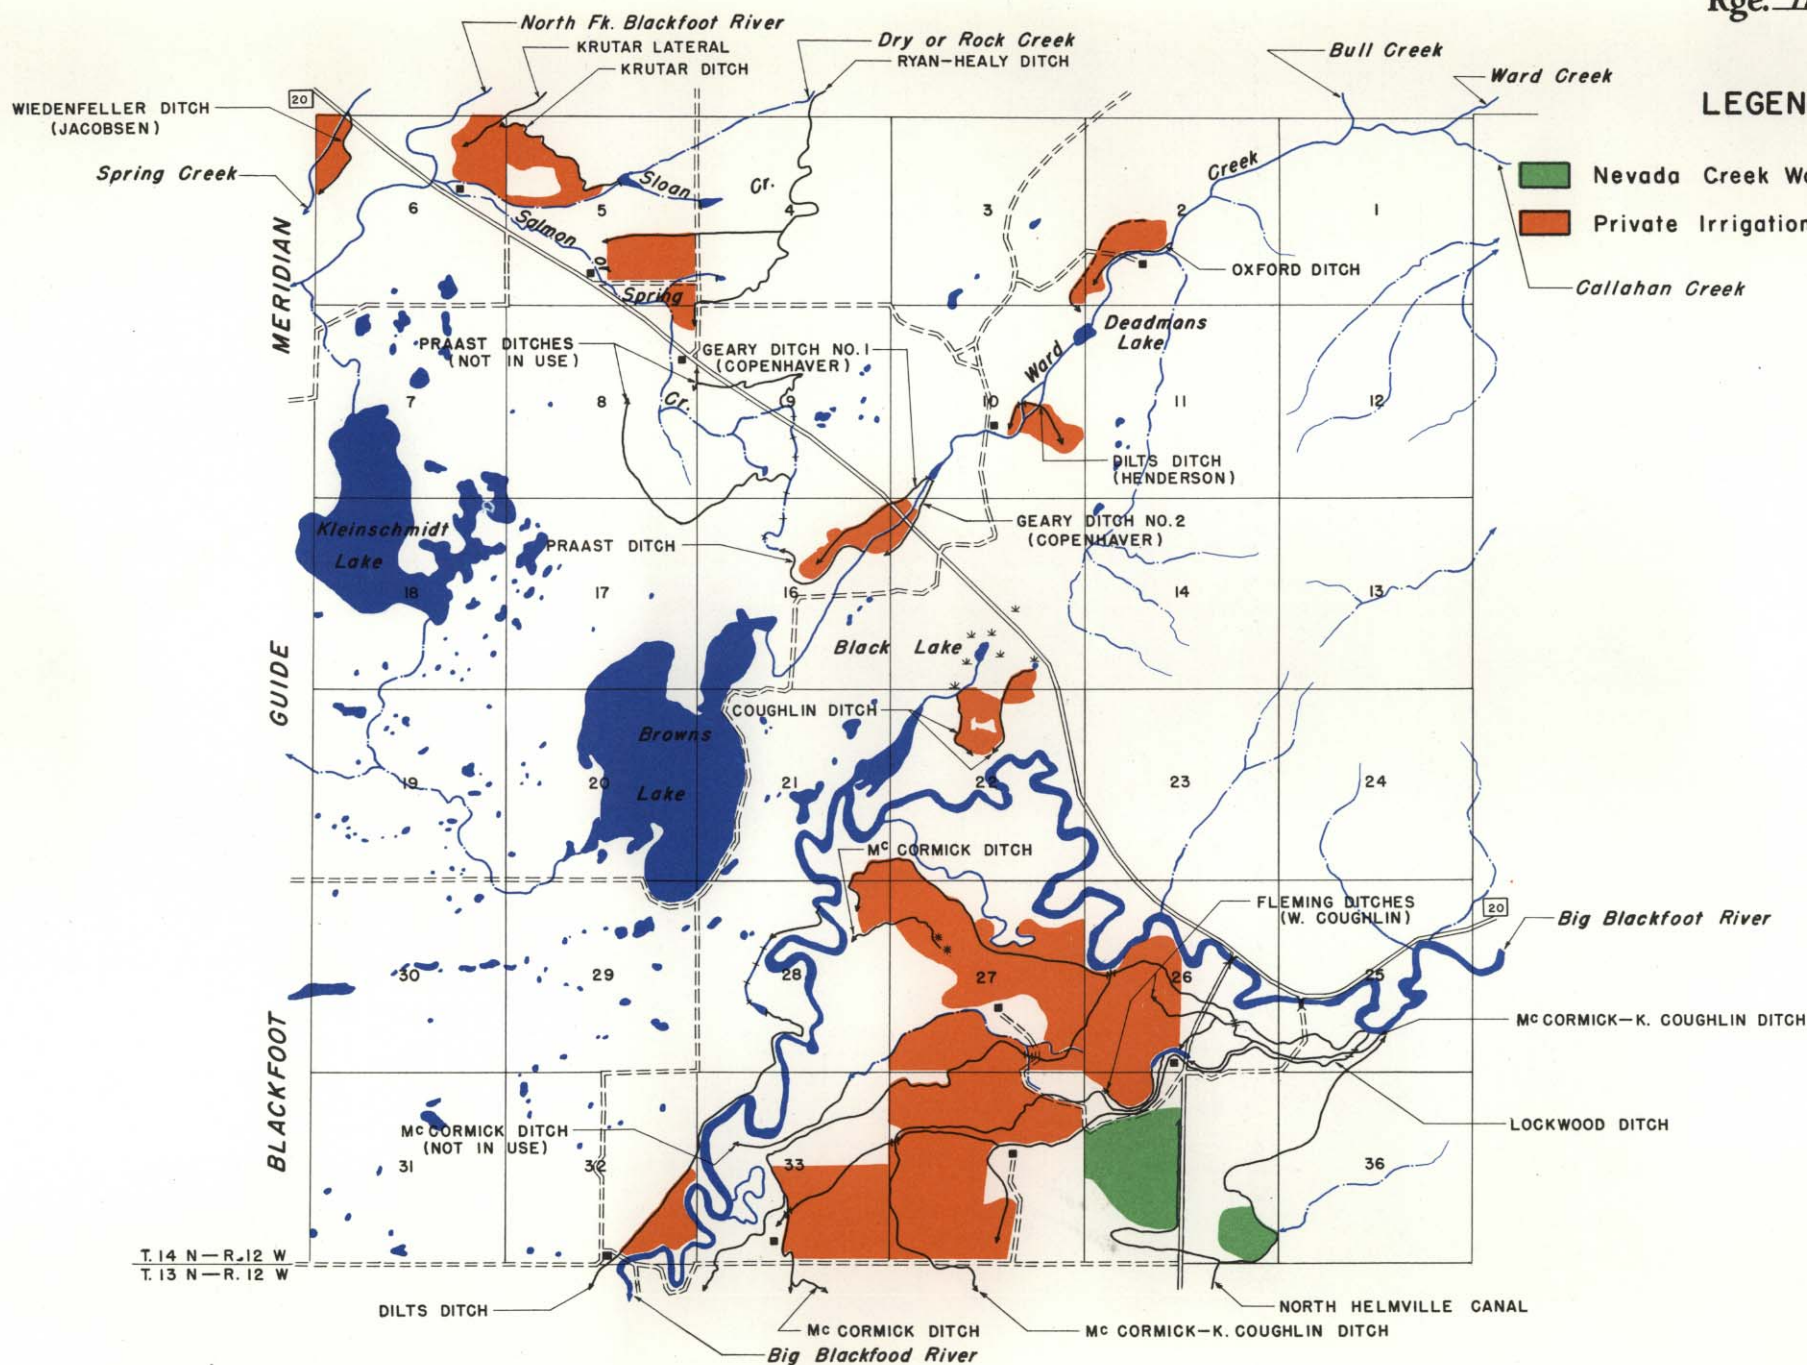 Rge.
North Fk. Blackfoot River
KRUTAR LATERAL
KRUTAR DITCH
Dry or Rock Creek
RYAN-HEALY DITCH
Bull Creek
Ward Creek
LEGEN
20
WIEDENFELLER DITCH
(JACOBSEN)
Spring Creek
Nevada Creek Wa
Private Irrigation
Callahan Creek
6
5
4
3
2
1
Sloan
Cr.
Salmon
or
Spring
Cr.
Creek
OXFORD DITCH
MERIDIAN
PRAAST DITCHES
(NOT IN USE)
GEARY DITCH NO. 1
(COPENHAVER)
Deadmans
Lake
Ward
7
8
9
10
11
12
DILTS DITCH
(HENDERSON)
GEARY DITCH NO. 2
(COPENHAVER)
PRAAST DITCH
Kleinschmidt
Lake
18
17
16
14
13
GUIDE
Black Lake
COUGHLIN DITCH
Browns
Lake
19
20
21
22
23
24
Mc CORMICK DITCH
FLEMING DITCHES
(W. COUGHLIN)
20
Big Blackfoot River
30
29
28
27
26
25
Mc CORMICK-K. COUGHLIN DITCH
BLACKFOOT
LOCKWOOD DITCH
Mc CORMICK DITCH
(NOT IN USE)
31
32
33
36
T. 14 N-R. 12 W
T. 13 N-R. 12 W
DILTS DITCH
NORTH HELMVILLE CANAL
Mc CORMICK DITCH
Mc CORMICK-K. COUGHLIN DITCH
Big Blackfood River